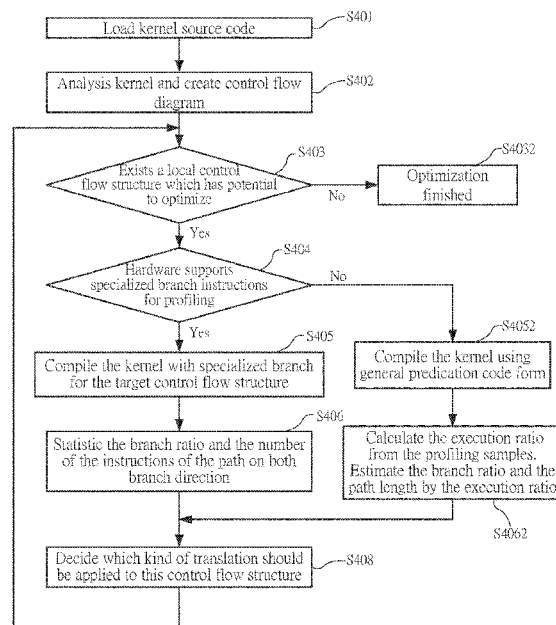 S401
Load kernel source code
S402
Analysis kernel and create control flow
diagram
S403
Exists a local control
flow structure which has potential
to optimize
No
S4032
Optimization
finished
Yes
S404
Hardware supports
specialized branch instructions
for profiling
No
Yes
S405
Compile the kernel with specialized branch
for the target control flow structure
S4052
Compile the kernel using
general predication code form
S406
Statistic the branch ratio and the number
of the instructions of the path on both
branch direction
Calculate the execution ratio
from the profiling samples.
Estimate the branch ratio and the
path length by the execution ratio
S4062
S408
Decide which kind of translation should
be applied to this control flow structure